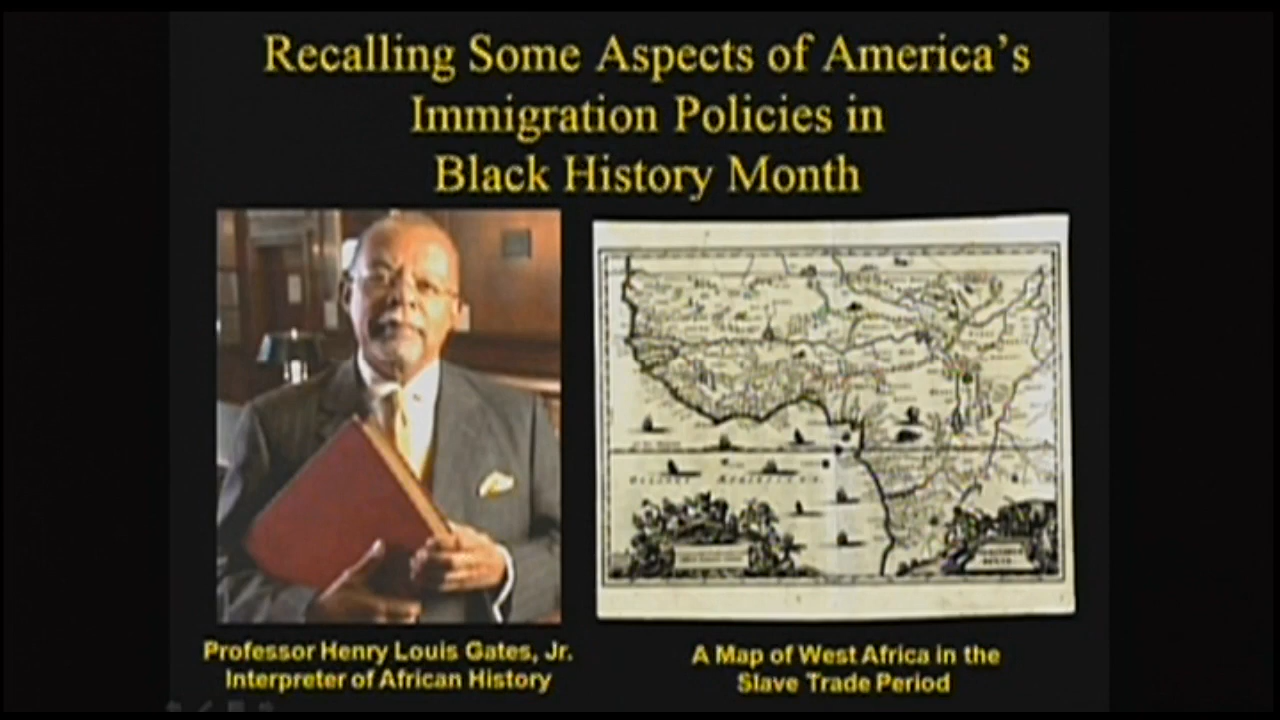 Recalling Some Aspects of America's
Immigration Policies in
Black History Month
Professor Henry Louis Gates, Jr.
Interpreter of African History
A Map of West Africa in the
Slave Trade Period